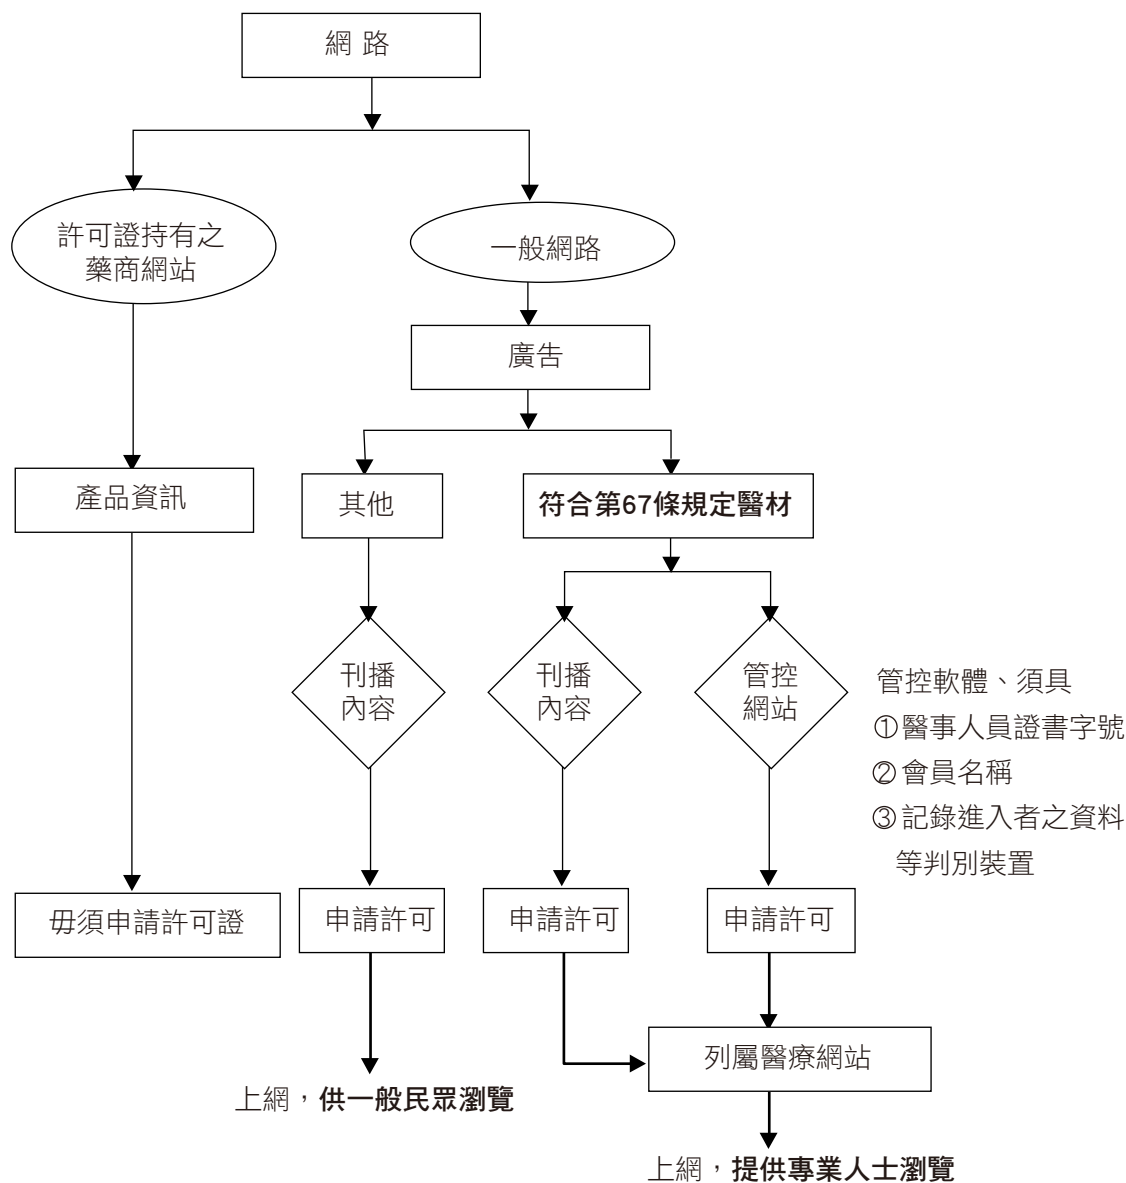 網 路
許可證持有之
藥商網站
一般網路
廣告
產品資訊
其他
符合第67條規定醫材
刊播
內容
刊播
內容
管控
網站
管控軟體、須具
①醫事人員證書字號
②會員名稱
③記錄進入者之資料
等判別裝置
毋須申請許可證
申請許可
申請許可
申請許可
列屬醫療網站
上網，供一般民眾瀏覽
上網，提供專業人士瀏覽